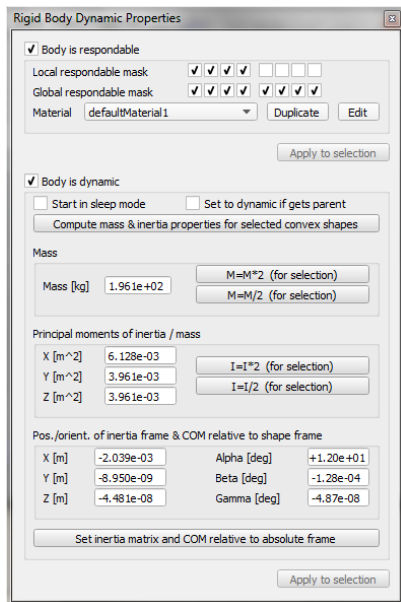 Rigid Body Dynamic Properties
Body is respondable
Local respondable mask
Global respondable mask
Material defaultMaterial1 Duplicate Edit
Apply to selection
Body is dynamic
Start in sleep mode Set to dynamic if gets parent
Compute mass & inertia properties for selected convex shapes
Mass
Mass [kg] 1.961e+02 M=M*2 (for selection)
M=M/2 (for selection)
Principal moments of inertia / mass
X [m^2] 6.128e-03 I=I*2 (for selection)
Y [m^2] 3.961e-03 I=I/2 (for selection)
Z [m^2] 3.961e-03
Pos./orient. of inertia frame & COM relative to shape frame
X [m] -2.039e-03 Alpha [deg] +1.20e+01
Y [m] -8.950e-09 Beta [deg] -1.28e-04
Z [m] -4.481e-08 Gamma [deg] -4.87e-08
Set inertia matrix and COM relative to absolute frame
Apply to selection